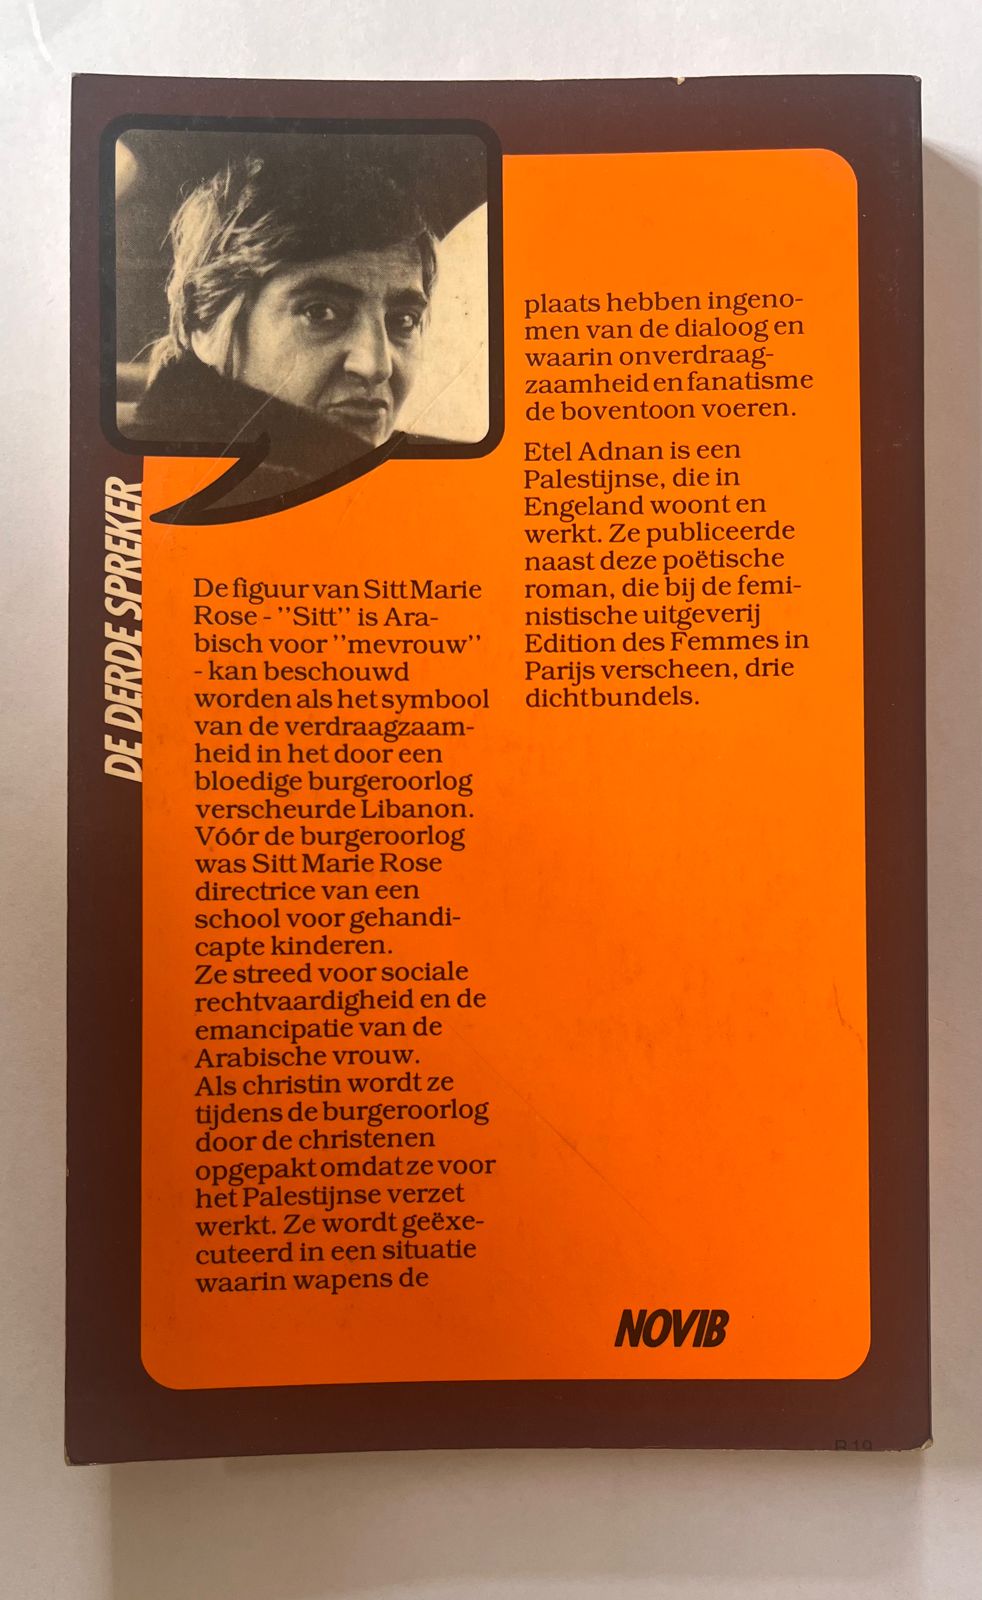 DE DERDE SPREKER
De figuur van Sitt Marie
Rose - "Sitt" is Ara-
bisch voor "mevrouw"
- kan beschouwd
worden als het symbool
van de verdraagzaam-
heid in het door een
bloedige burgeroorlog
verscheurde Libanon.
Vóór de burgeroorlog
was Sitt Marie Rose
directrice van een
school voor gehandi-
capte kinderen.
Ze streed voor sociale
rechtvaardigheid en de
emancipatie van de
Arabische vrouw.
Als christin wordt ze
tijdens de burgeroorlog
door de christenen
opgepakt omdat ze voor
het Palestijnse verzet
werkt. Ze wordt geëxe-
cuteerd in een situatie
waarin wapens de
plaats hebben ingeno-
men van de dialoog en
waarin onverdraag-
zaamheid en fanatisme
de boventoon voeren.
Etel Adnan is een
Palestijnse, die in
Engeland woont en
werkt. Ze publiceerde
naast deze poëtische
roman, die bij de femi-
nistische uitgeverij
Edition des Femmes in
Parijs verscheen, drie
dichtbundels.
NOVIB